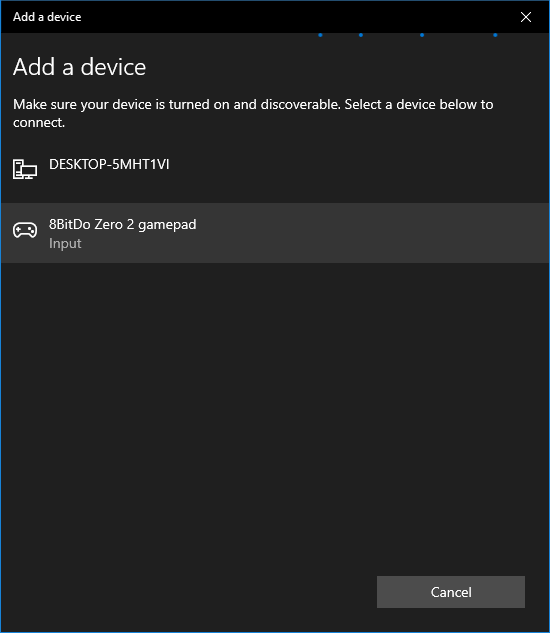 Add a device
Add a device
Make sure your device is turned on and discoverable. Select a device below to
connect.
DESKTOP-5MHT1VI
8BitDo Zero 2 gamepad
Input
Cancel